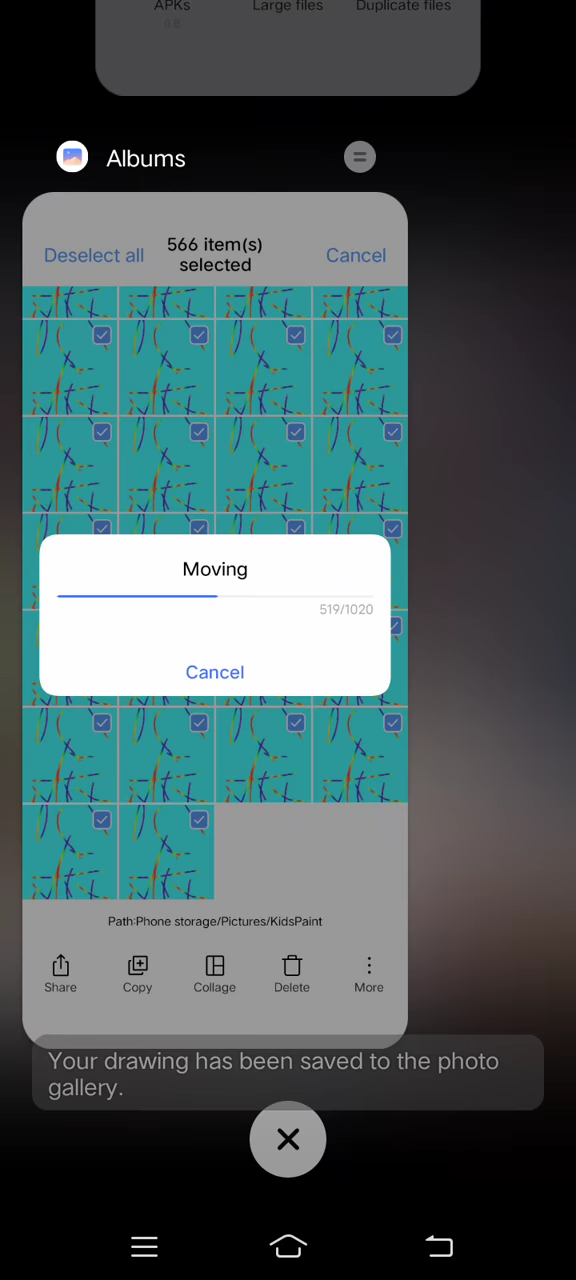 APKs Large files Duplicate files
0 B
Albums
Deselect all 566 item(s) selected Cancel
Moving
519/1020
Cancel
Path:Phone storage/Pictures/KidsPaint
Share Copy Collage Delete More
Your drawing has been saved to the photo
gallery.